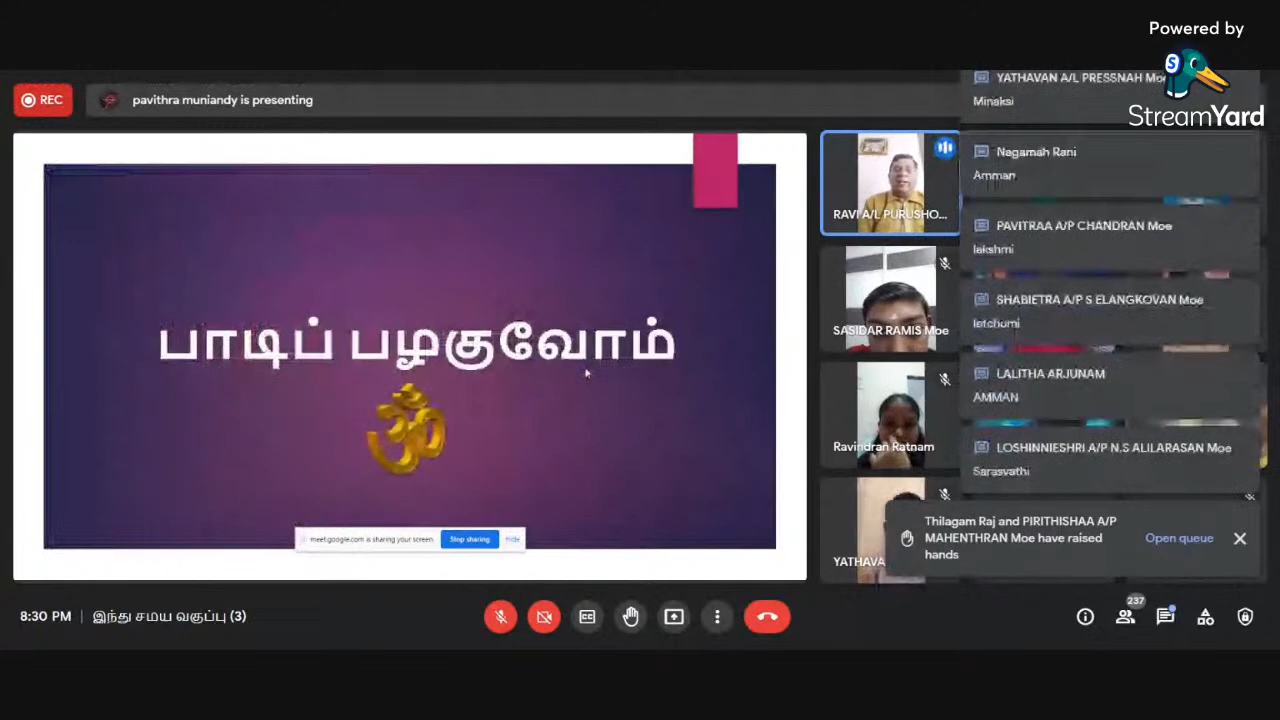 Powered by
StreamYard
REC
pavithra muniandy is presenting
பாடிப் பழகுவோம்
ॐ
meet.google.com is sharing your screen.
Stop sharing
Hide
RAVI A/L PURUSHO...
SASIDAR RAMIS Moe
Ravindran Ratnam
YATHAVA
YATHAVAN A/L PRESSNAH Moe
Minaksi
Nagamah Rani
Amman
PAVITRAA A/P CHANDRAN Moe
lakshmi
SHABIETRA A/P S ELANGKOVAN Moe
letchumi
LALITHA ARJUNAM
AMMAN
LOSHINNIESHRI A/P N.S ALILARASAN Moe
Sarasvathi
Thilagam Raj and PIRITHISHAA A/P
MAHENTHRAN Moe have raised
hands
Open queue
8:30 PM | இந்து சமய வகுப்பு (3)
237